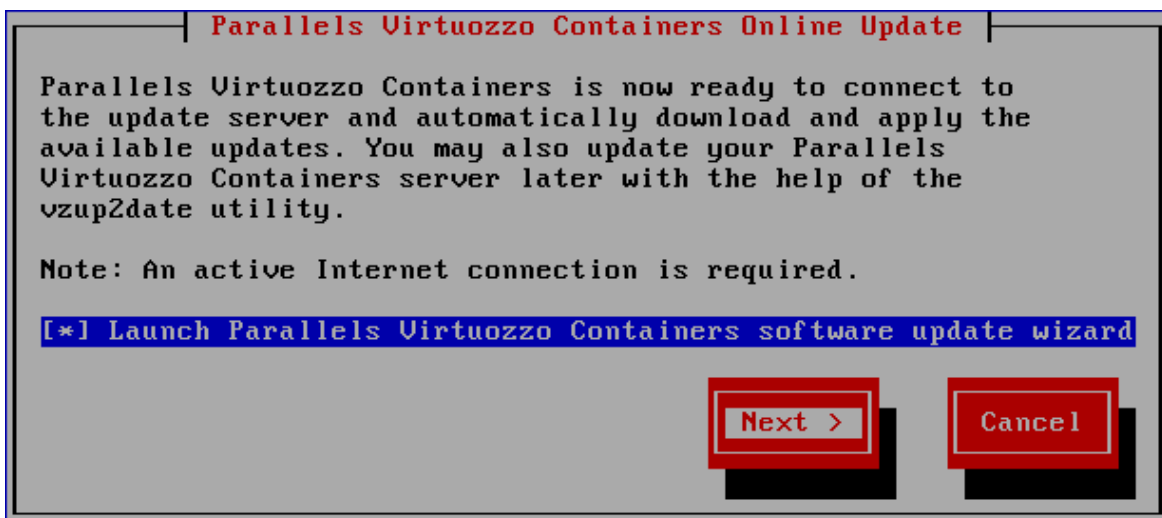 Parallels Virtuozzo Containers Online Update
Parallels Virtuozzo Containers is now ready to connect to
the update server and automatically download and apply the
available updates. You may also update your Parallels
Virtuozzo Containers server later with the help of the
vzup2date utility.
Note: An active Internet connection is required.
[*] Launch Parallels Virtuozzo Containers software update wizard
Next > Cancel